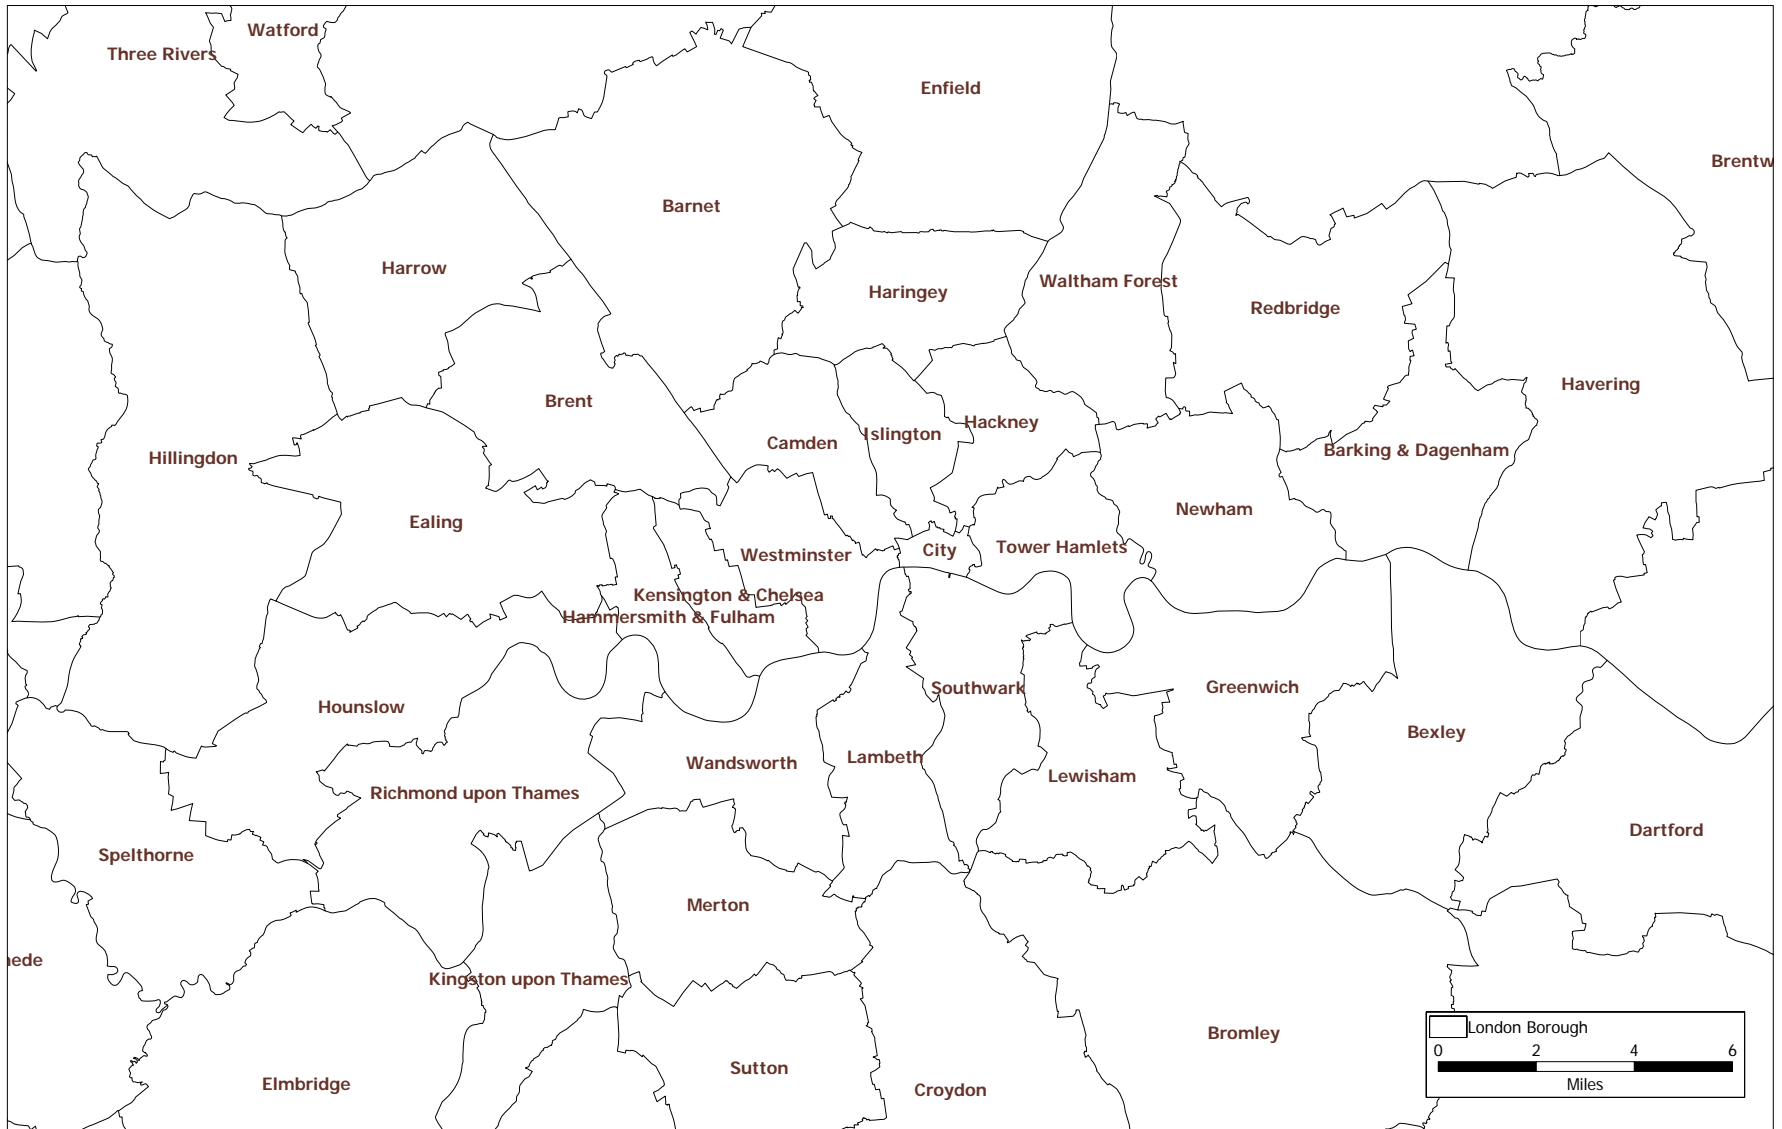 Watford
Three Rivers
Enfield
Brentw
Barnet
Harrow
Haringey
Waltham Forest
Redbridge
Havering
Brent
Hackney
Islington
Camden
Barking & Dagenham
Hillingdon
Newham
Ealing
City
Tower Hamlets
Westminster
Kensington & Chelsea
Hammersmith & Fulham
Southwark
Greenwich
Hounslow
Bexley
Lambeth
Wandsworth
Lewisham
Richmond upon Thames
Dartford
Spelthorne
Merton
nede
Kingston upon Thames
Bromley
Sutton
Elmbridge
Croydon
London Borough
0 2 4 6
Miles